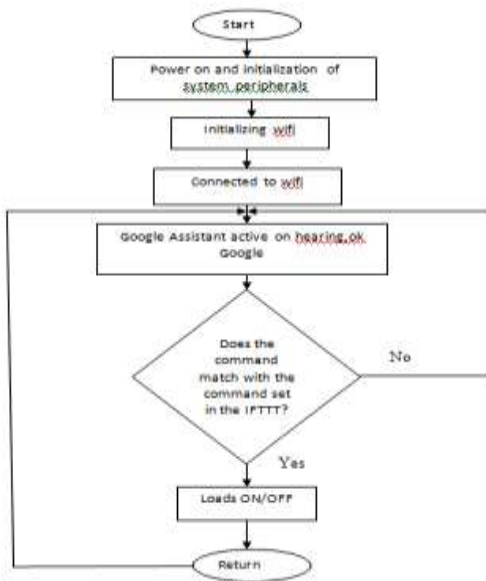 Start
Power on and initialization of
system peripherals
Initializing wifi
Connected to wifi
Google Assistant active on hearing ok
Google
Does the
command
match with the
command set
in the IFTTT?
No
Yes
Loads ON/OFF
Return